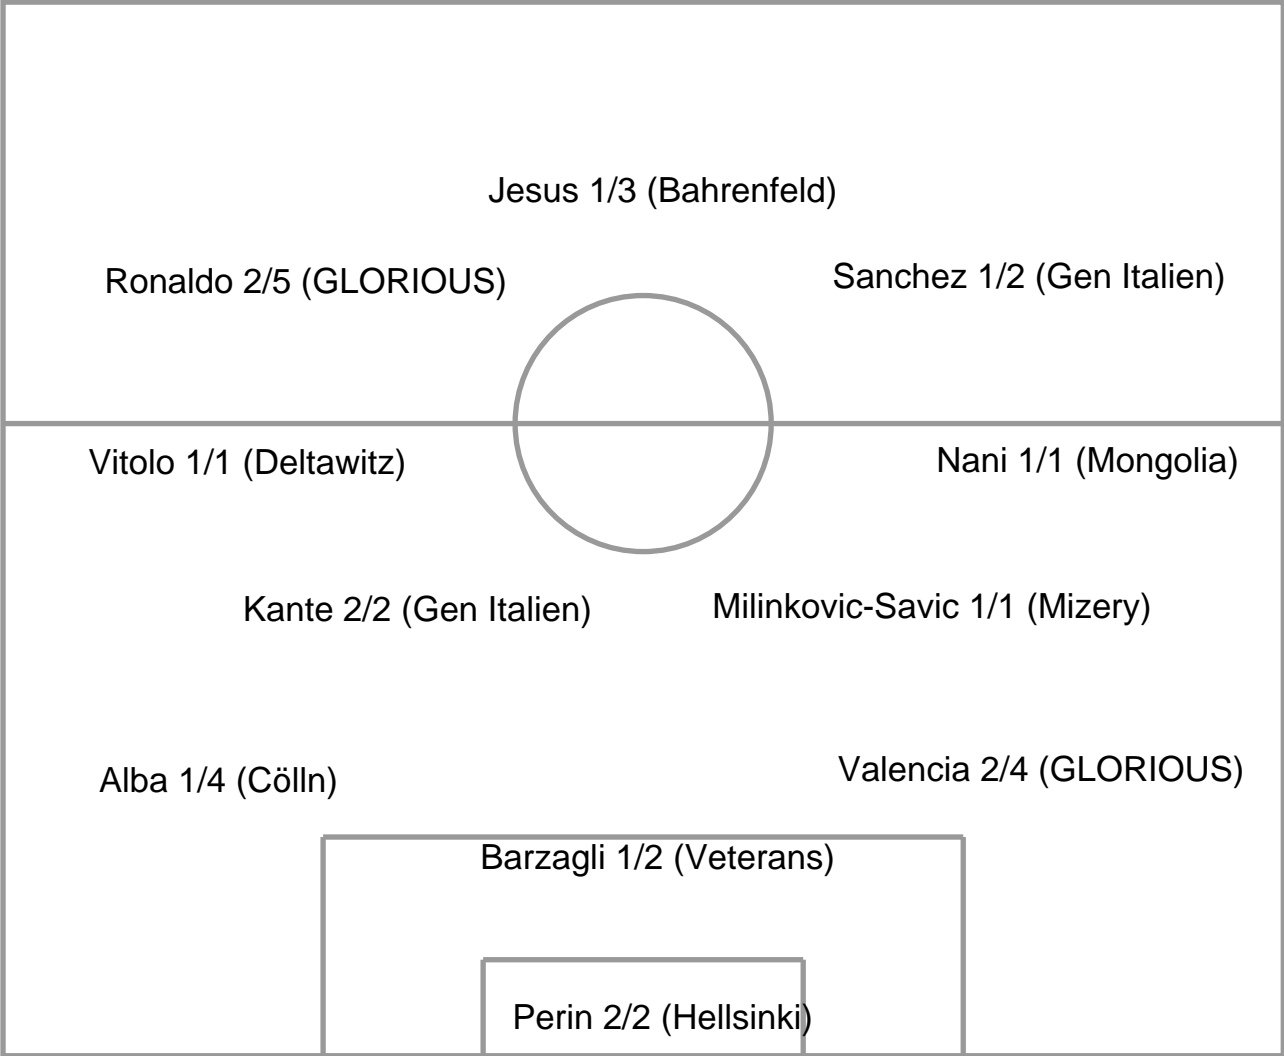 Jesus 1/3 (Bahrenfeld)
Ronaldo 2/5 (GLORIOUS)
Sanchez 1/2 (Gen Italien)
Vitolo 1/1 (Deltawitz)
Nani 1/1 (Mongolia)
Kante 2/2 (Gen Italien)
Milinkovic-Savic 1/1 (Mizery)
Alba 1/4 (Cölln)
Valencia 2/4 (GLORIOUS)
Barzagli 1/2 (Veterans)
Perin 2/2 (Hellsinki)